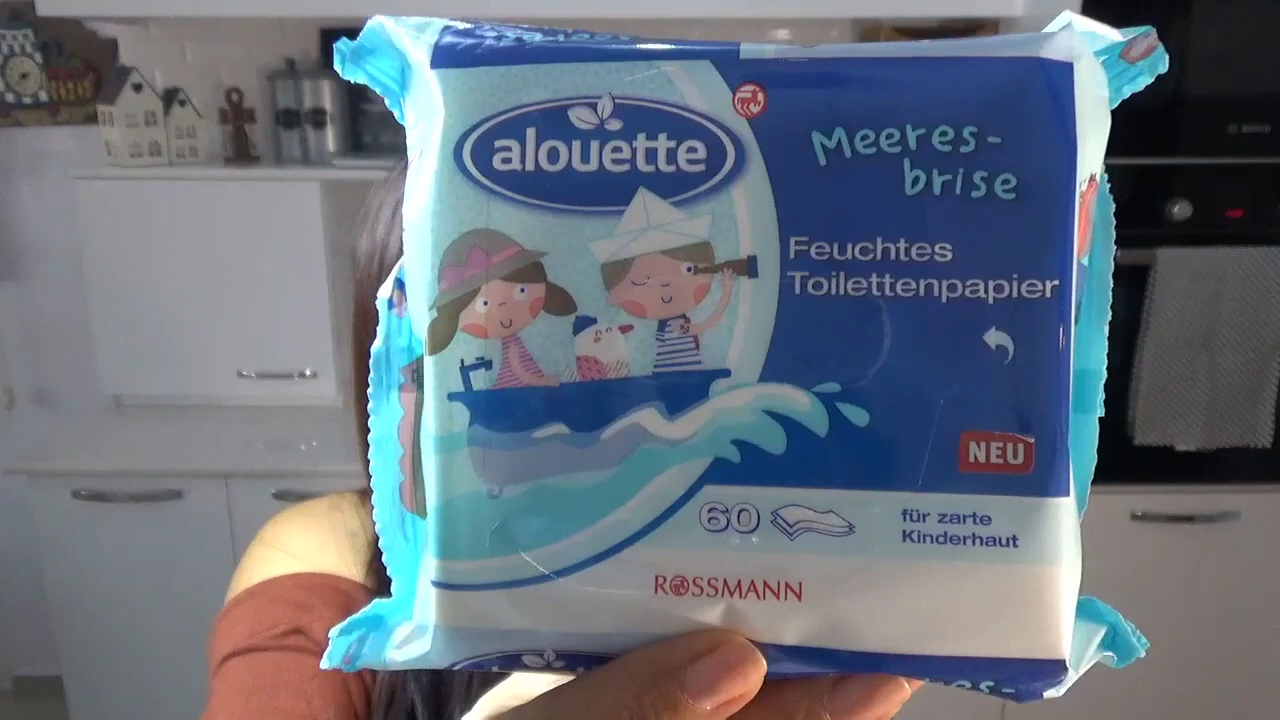 alouette
Meeres-
brise
Feuchtes
Toilettenpapier
NEU
60
für zarte
Kinderhaut
ROSSMANN